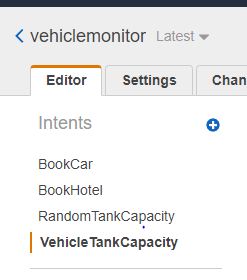 vehiclemonitor Latest
Editor Settings Chan
Intents
BookCar
BookHotel
RandomTankCapacity
VehicleTankCapacity